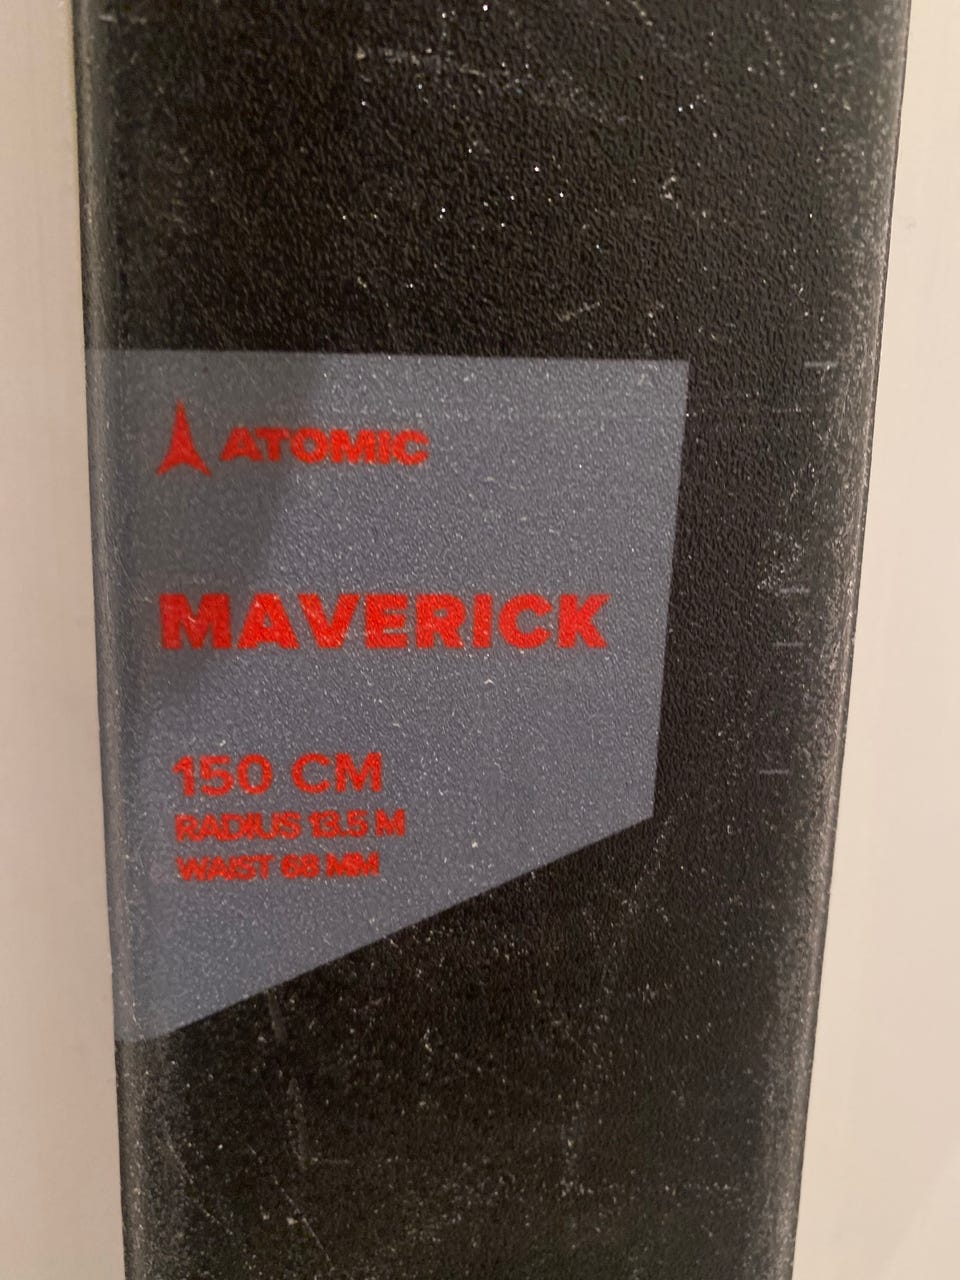 ATOMIC
MAVERICK
150 CM
RADIUS 13.5 M
WAIST 68 MM